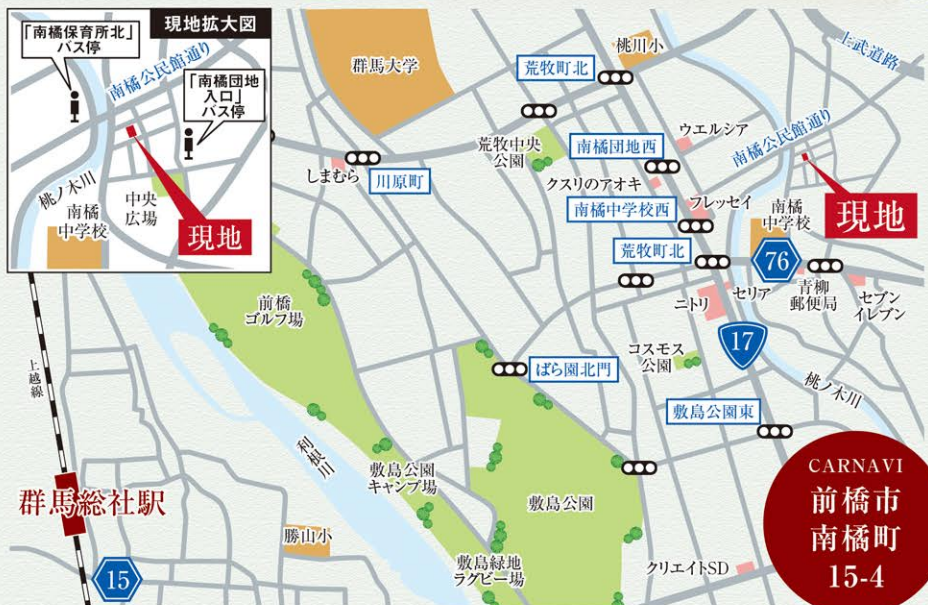 現地拡大図
「南橘保育所北」
バス停
南橘公民館通り
「南橘団地
入口」
バス停
桃ノ木川
南橘
中学校
中央
広場
現地
群馬大学
桃川小
上武道路
荒牧町北
荒牧中央
公園
南橘団地西
ウエルシア
南橘公民館通り
しまむら
川原町
クスリのアオキ
フレッセイ
南橘中学校西
南橘
中学校
現地
荒牧町北
76
ニトリ
セリア
青柳
郵便局
セブン
イレブン
前橋
ゴルフ場
17
コスモス
公園
ばら園北門
桃ノ木川
上越線
敷島公園東
利根川
敷島公園
キャンプ場
敷島公園
群馬総社駅
勝山小
15
敷島緑地
ラグビー場
クリエイトSD
CARNAVI
前橋市
南橘町
15-4